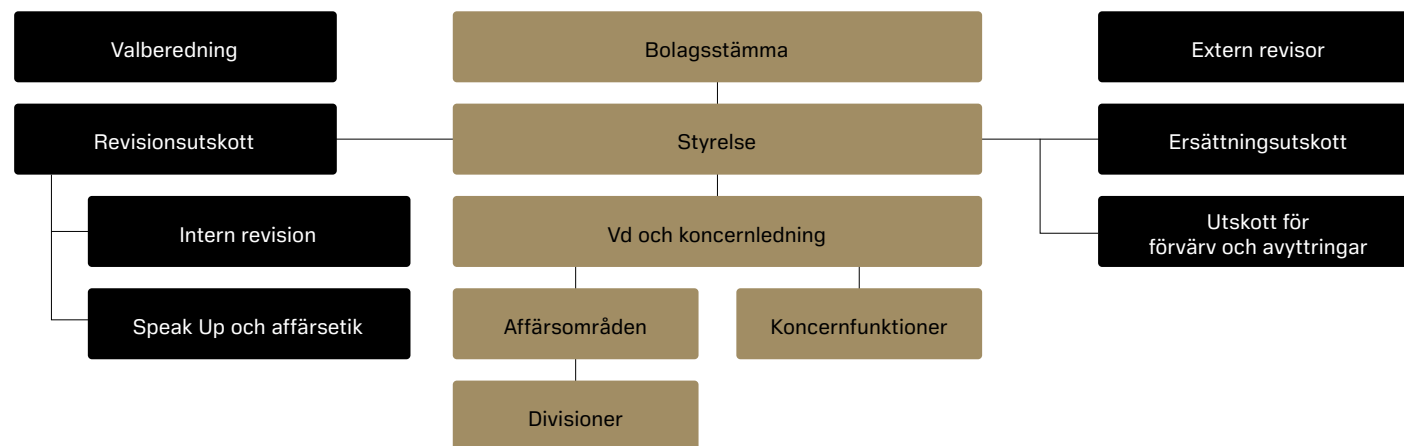 Valberedning
Bolagsstämma
Extern revisor
Revisionsutskott
Styrelse
Ersättningsutskott
Intern revision
Vd och koncernledning
Utskott för
förvärv och avyttringar
Speak Up och affärsetik
Affärsområden
Koncernfunktioner
Divisioner